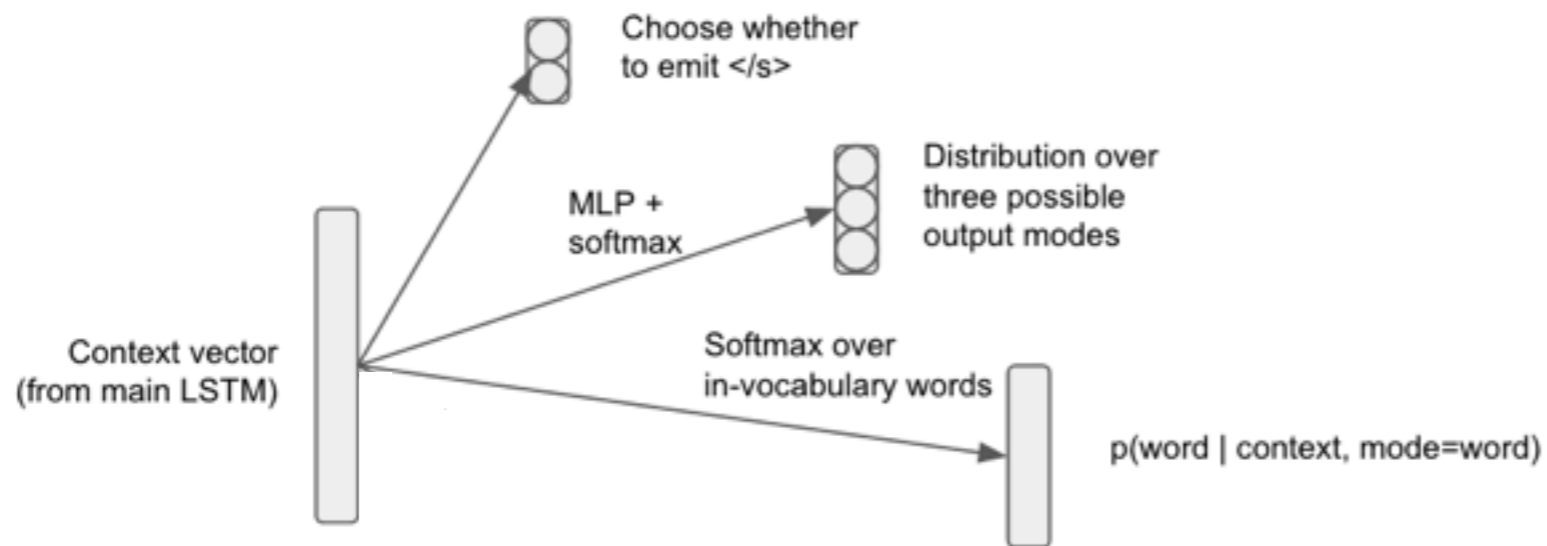 Choose whether
to emit </s>
Distribution over
three possible
output modes
MLP +
softmax
Context vector
(from main LSTM)
Softmax over
in-vocabulary words
p(word | context, mode=word)